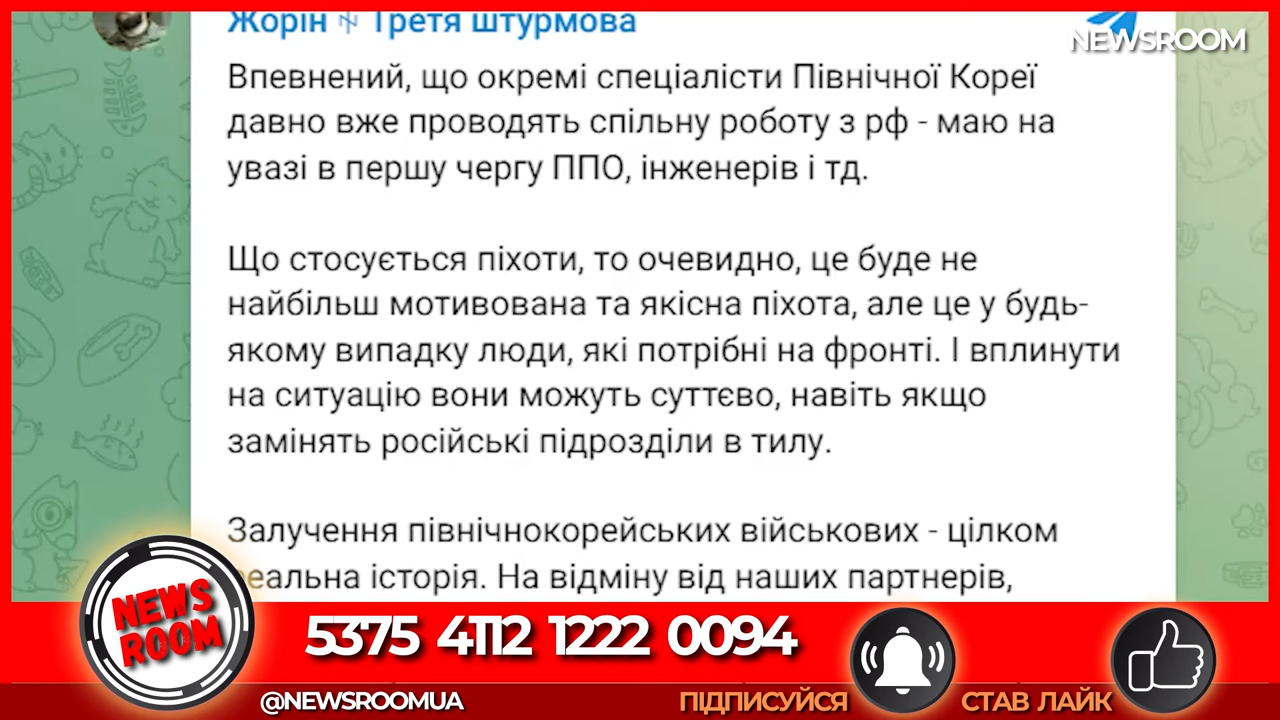 Жорін Третя штурмова
NEWSROOM
Впевнений, що окремі спеціалісти Північної Кореї
давно вже проводять спільну роботу з рф - маю на
увазі в першу чергу ППО, інженерів і тд.
Що стосується піхоти, то очевидно, це буде не
найбільш мотивована та якісна піхота, але це у будь-
якому випадку люди, які потрібні на фронті. І вплинути
на ситуацію вони можуть суттєво, навіть якщо
замінять російські підрозділи в тилу.
Залучення північнокорейських військових - цілком
реальна історія. На відміну від наших партнерів,
NEWS
ROOM
5375 4112 1222 0094
@NEWSROOMUA
ПІДПИСУЙСЯ
СТАВ ЛАЙК